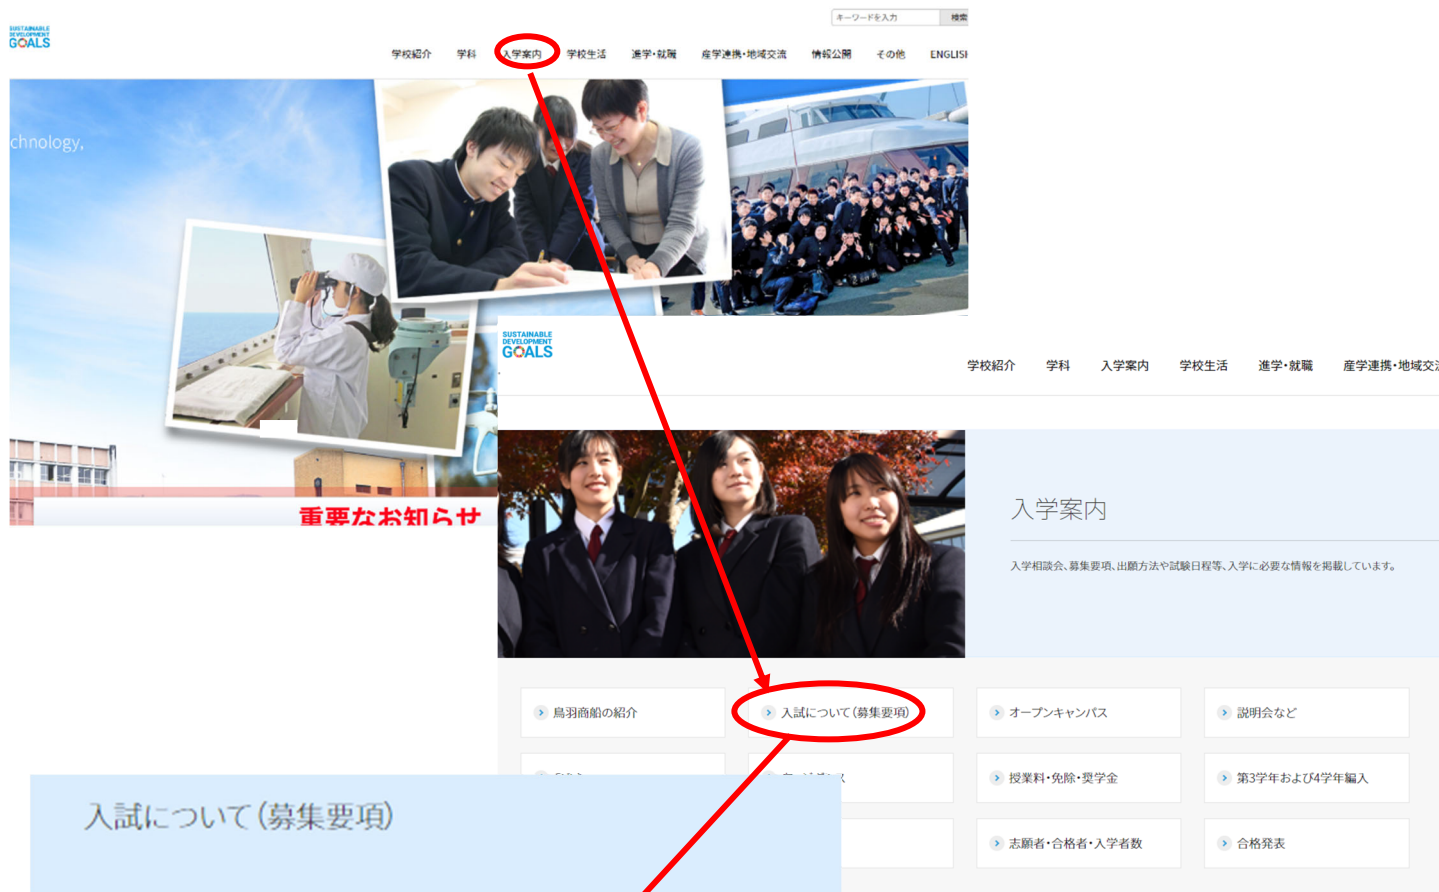 キーワードを入力 検索
SUSTAINABLE
DEVELOPMENT
GOALS
学校紹介 学科 入学案内 学校生活 進学・就職 産学連携・地域交流 情報公開 その他 ENGLISH
chnology,
重要なお知らせ
SUSTAINABLE
DEVELOPMENT
GOALS
学校紹介 学科 入学案内 学校生活 進学・就職 産学連携・地域交
入学案内
入学相談会、募集要項、出願方法や試験日程等、入学に必要な情報を掲載しています。
鳥羽商船の紹介 入試について(募集要項) オープンキャンパス 説明会など
授業料・免除・奨学金 第3学年および4学年編入
志願者・合格者・入学者数 合格発表
入試について(募集要項)